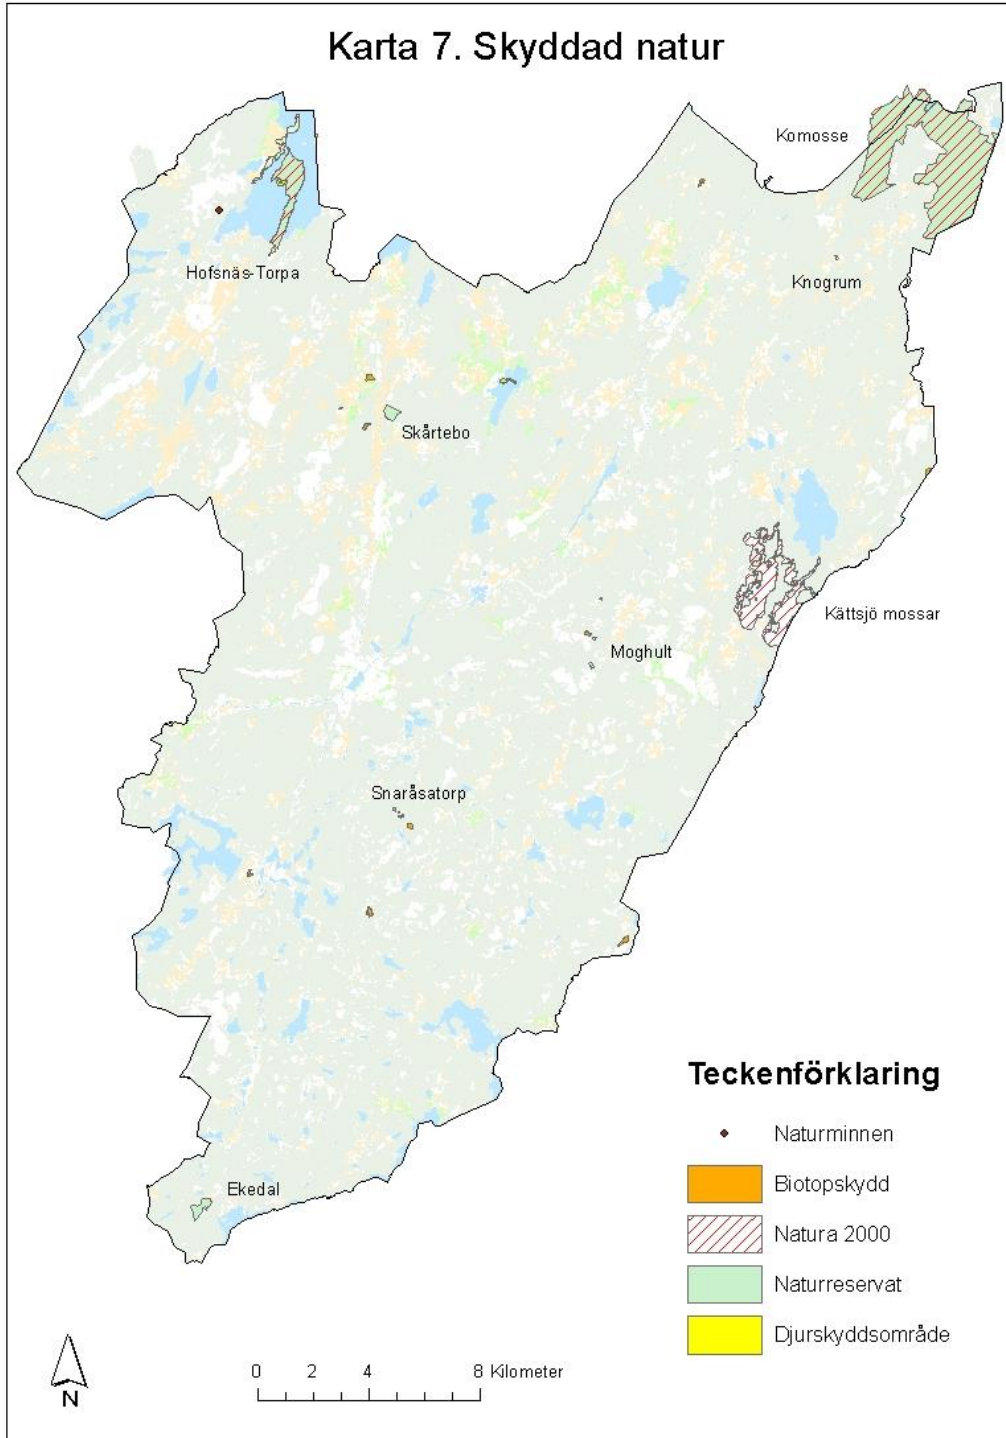 Karta 7. Skyddad natur
Komosse
Hofsnäs-Torpa
Knogrum
Skårtebo
Kättsjö mossar
Moghult
Snaråsatorp
Ekedal
Teckenförklaring
Naturminnen
Biotopskydd
Natura 2000
Naturreservat
Djurskyddsområde
N
0 2 4 8 Kilometer